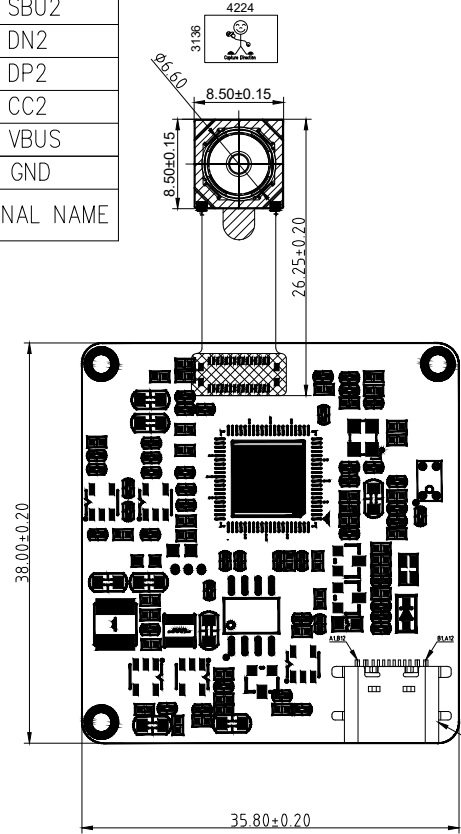 SBU2
DN2
DP2
CC2
VBUS
GND
NAL NAME
4224
3136
Capture Direction
Ø6.60
8.50±0.15
8.50±0.15
26.25±0.20
38.00±0.20
A1,B12
B1,A12
35.80±0.20